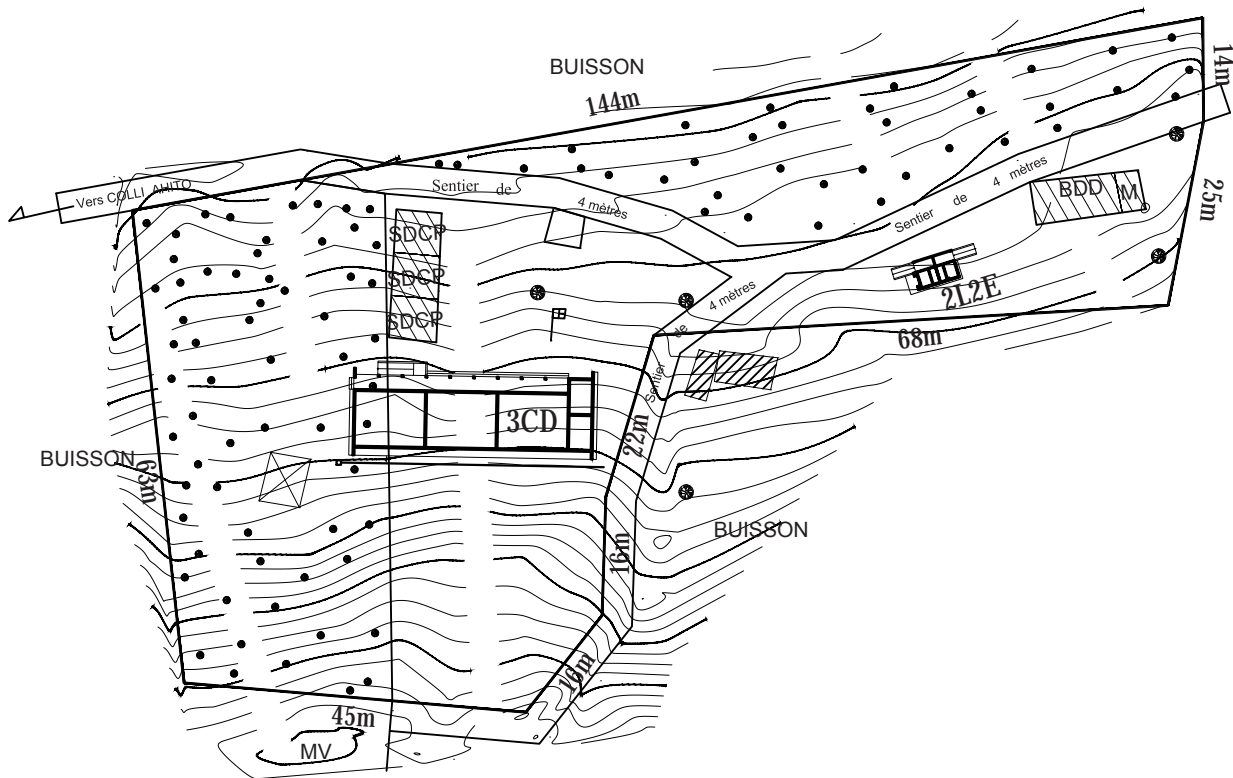 BUISSON
144m
14m
Vers COLLI AHITO
Sentier de
4 mètres
Sentier de 4 mètres
BDD
M
25m
SDCP
SDCP
SDCP
2L2E
68m
Sentier de 4 mètres
3CD
22m
BUISSON
63m
BUISSON
16m
16m
45m
MV